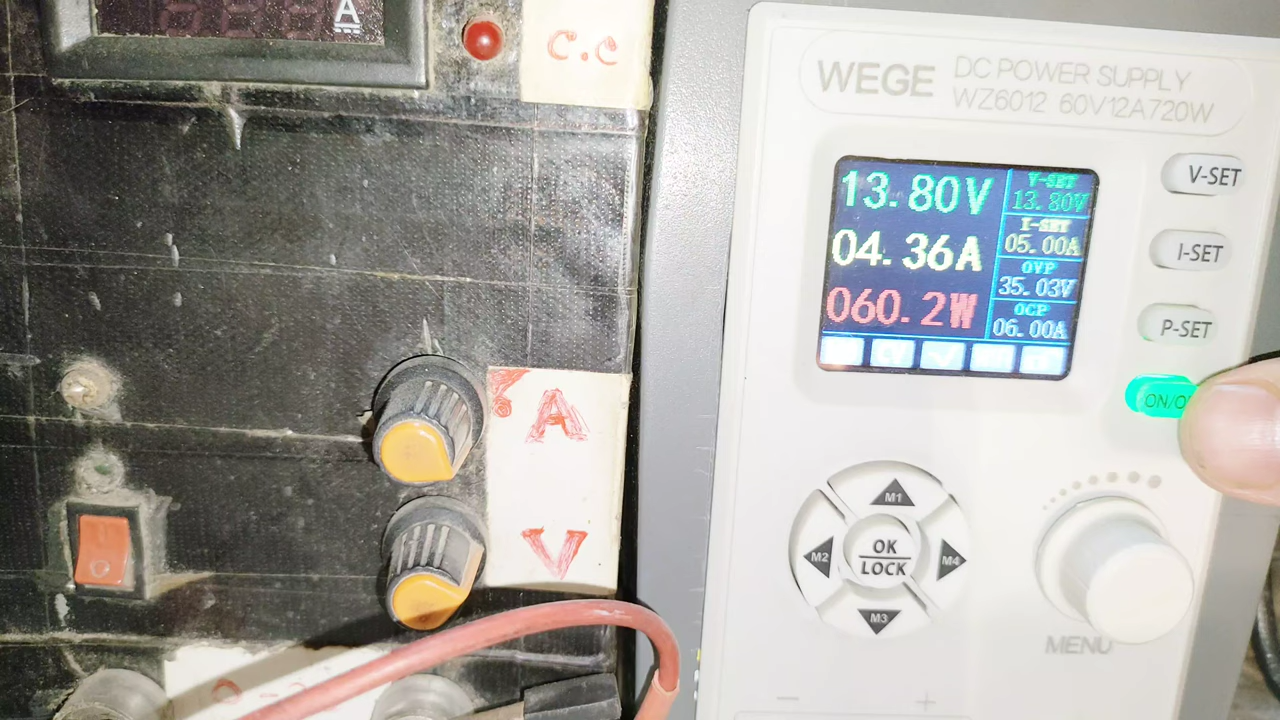 A
C.C
A
V
WEGE
DC POWER SUPPLY
WZ6012 60V12A720W
13.80V
04.36A
060.2W
V-SET
13.80V
I-SET
05.00A
OVP
35.03V
OCP
06.00A
V-SET
I-SET
P-SET
ON/O
M1
M2
OK
LOCK
M4
M3
MENU
- +